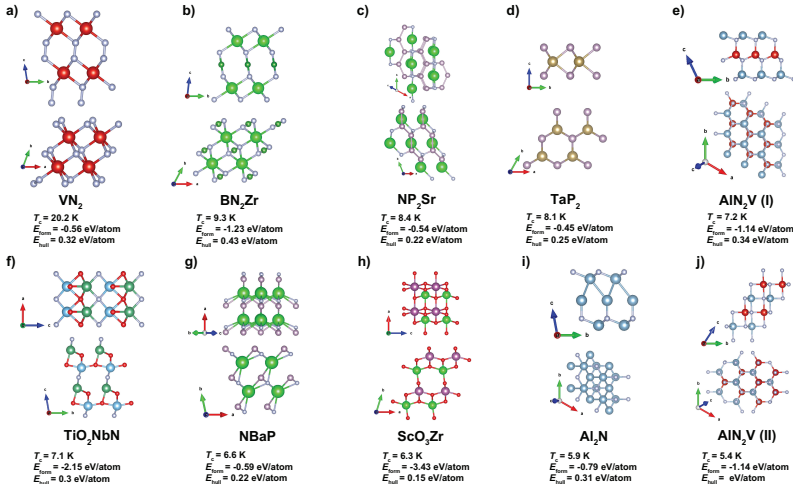 a)
b)
c)
d)
e)
VN2
Tc = 20.2 K
Eform = -0.56 eV/atom
Ehull = 0.32 eV/atom
BN2Zr
Tc = 9.3 K
Eform = -1.23 eV/atom
Ehull = 0.43 eV/atom
NP2Sr
Tc = 8.4 K
Eform = -0.54 eV/atom
Ehull = 0.22 eV/atom
TaP2
Tc = 8.1 K
Eform = -0.45 eV/atom
Ehull = 0.25 eV/atom
AlN2V (I)
Tc = 7.2 K
Eform = -1.14 eV/atom
Ehull = 0.34 eV/atom
f)
g)
h)
i)
j)
TiO2NbN
Tc = 7.1 K
Eform = -2.15 eV/atom
Ehull = 0.3 eV/atom
NBaP
Tc = 6.6 K
Eform = -0.59 eV/atom
Ehull = 0.22 eV/atom
ScO3Zr
Tc = 6.3 K
Eform = -3.43 eV/atom
Ehull = 0.15 eV/atom
Al2N
Tc = 5.9 K
Eform = -0.79 eV/atom
Ehull = 0.31 eV/atom
AlN2V (II)
Tc = 5.4 K
Eform = -1.14 eV/atom
Ehull = eV/atom